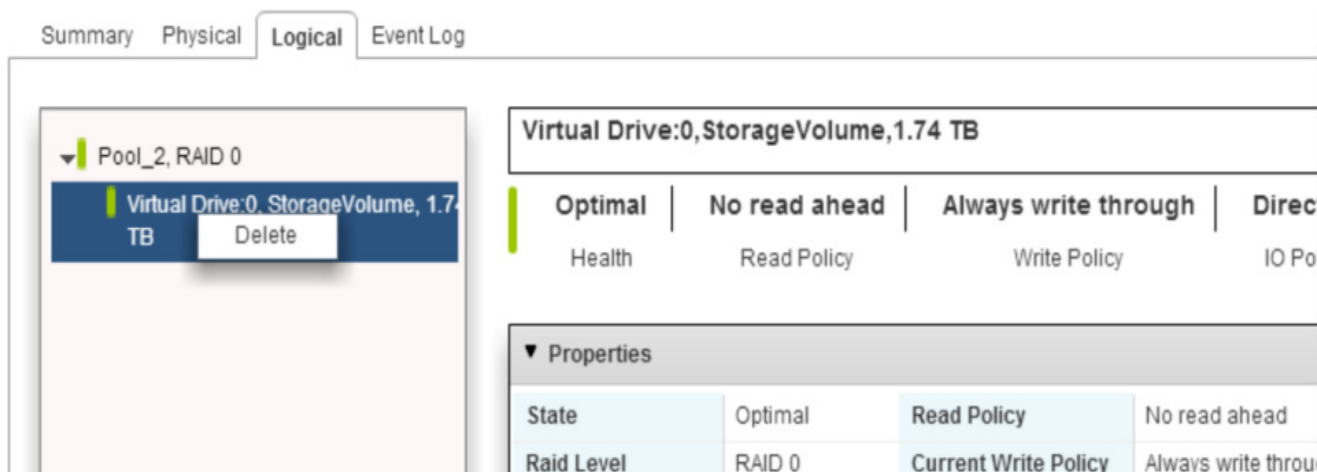 Summary Physical Logical Event Log
Pool_2, RAID 0
Virtual Drive:0, StorageVolume, 1.74
TB
Delete
Virtual Drive:0,StorageVolume,1.74 TB
Optimal No read ahead Always write through Direc
Health Read Policy Write Policy IO Po
Properties
State Optimal Read Policy No read ahead
Raid Level RAID 0 Current Write Policy Always write throu